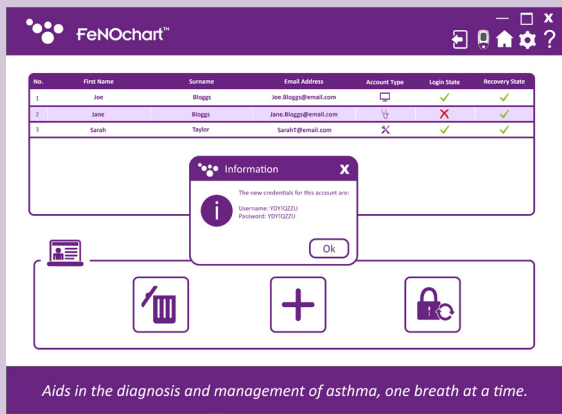 FeNOchart™
No. First Name Surname Email Address Account Type Login State Recovery State
1 Joe Bloggs Joe.Bloggs@email.com
2 Jane Bloggs Jane.Bloggs@email.com
3 Sarah Taylor SarahT@email.com
Information X
The new credentials for this account are:
Username: YDY1QZZU
Password: YDY1QZZU
Ok
Aids in the diagnosis and management of asthma, one breath at a time.